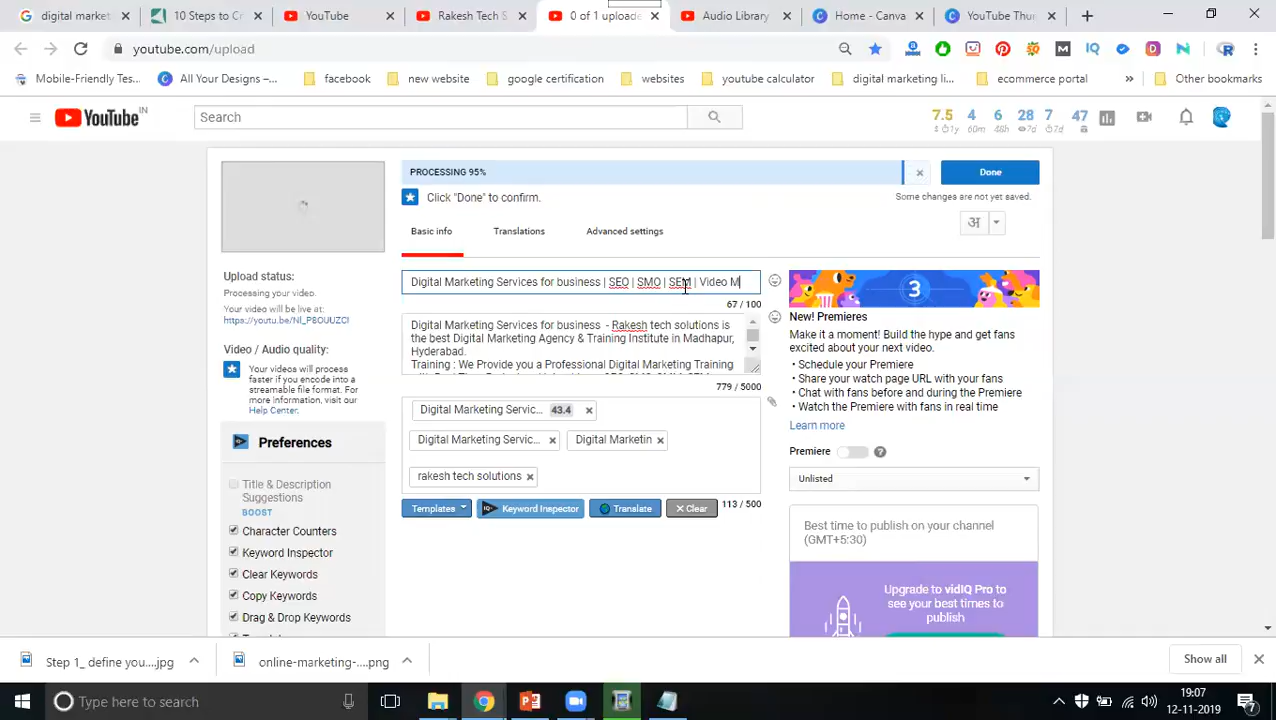 digital market
10 Steps to Cr
YouTube
Rakesh Tech S
0 of 1 uploade
Audio Library
Home - Canva
YouTube Thu
youtube.com/upload
Mobile-Friendly Tes...
All Your Designs –...
facebook
new website
google certification
websites
youtube calculator
digital marketing li...
ecommerce portal
Other bookmarks
YouTube IN
Search
7.5 4 6 28 7 47
1y 60m 7d 7d
PROCESSING 95%
Done
Click "Done" to confirm.
Some changes are not yet saved.
Basic info
Translations
Advanced settings
अ
Upload status:
Processing your video.
Your video will be live at:
Video / Audio quality:
Your videos will process
faster if you encode into a
streamable file format. For
more information, visit our
Help Center.
Preferences
Title & Description
Suggestions
BOOST
Character Counters
Keyword Inspector
Clear Keywords
Copy Keywords
Drag & Drop Keywords
Digital Marketing Services for business | SEO | SMO | SEM | Video M
67 / 100
Digital Marketing Services for business - Rakesh tech solutions is
the best Digital Marketing Agency & Training Institute in Madhapur,
Hyderabad.
Training : We Provide you a Professional Digital Marketing Training
779 / 5000
Digital Marketing Servic... 43.4
Digital Marketing Servic...
Digital Marketin
rakesh tech solutions
Templates
Keyword Inspector
Translate
Clear
113 / 500
3
New! Premieres
Make it a moment! Build the hype and get fans
excited about your next video.
• Schedule your Premiere
• Share your watch page URL with your fans
• Chat with fans before and during the Premiere
• Watch the Premiere with fans in real time
Learn more
Premiere
Unlisted
Best time to publish on your channel
(GMT+5:30)
Upgrade to vidIQ Pro to
see your best times to
publish
Step 1_ define you....jpg
online-marketing-....png
Show all
Type here to search
19:07
12-11-2019